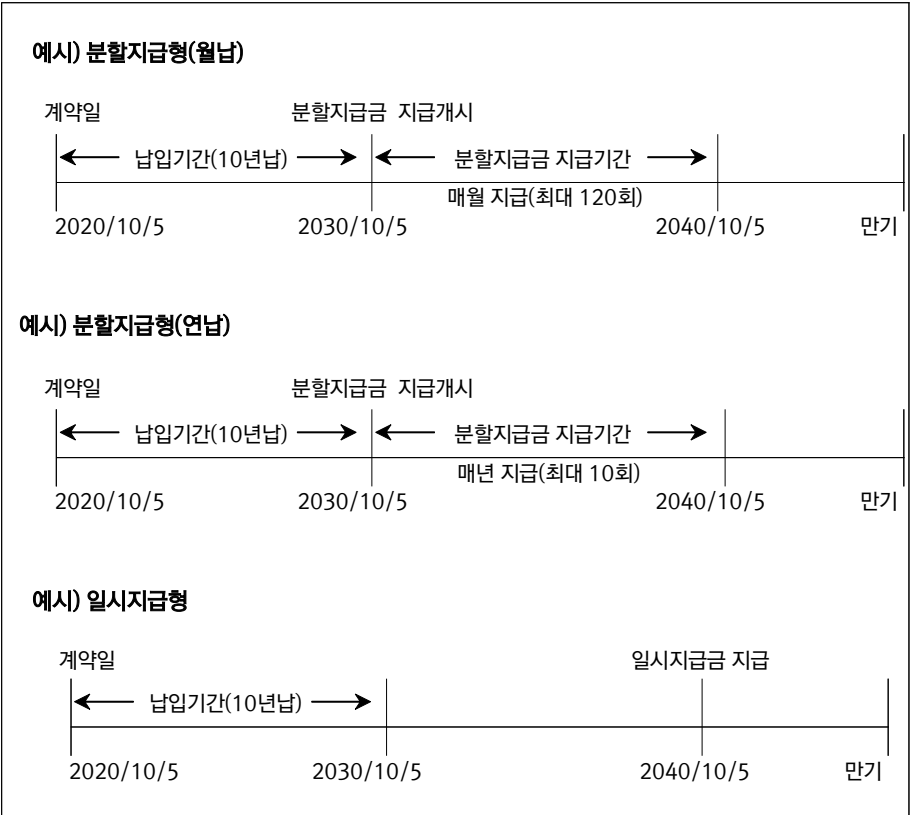 예시) 분할지급형(월납)
계약일 분할지급금 지급개시
납입기간(10년납) 분할지급금 지급기간
매월 지급(최대 120회)
2020/10/5 2030/10/5 2040/10/5 만기
예시) 분할지급형(연납)
계약일 분할지급금 지급개시
납입기간(10년납) 분할지급금 지급기간
매년 지급(최대 10회)
2020/10/5 2030/10/5 2040/10/5 만기
예시) 일시지급형
계약일 일시지급금 지급
납입기간(10년납)
2020/10/5 2030/10/5 2040/10/5 만기